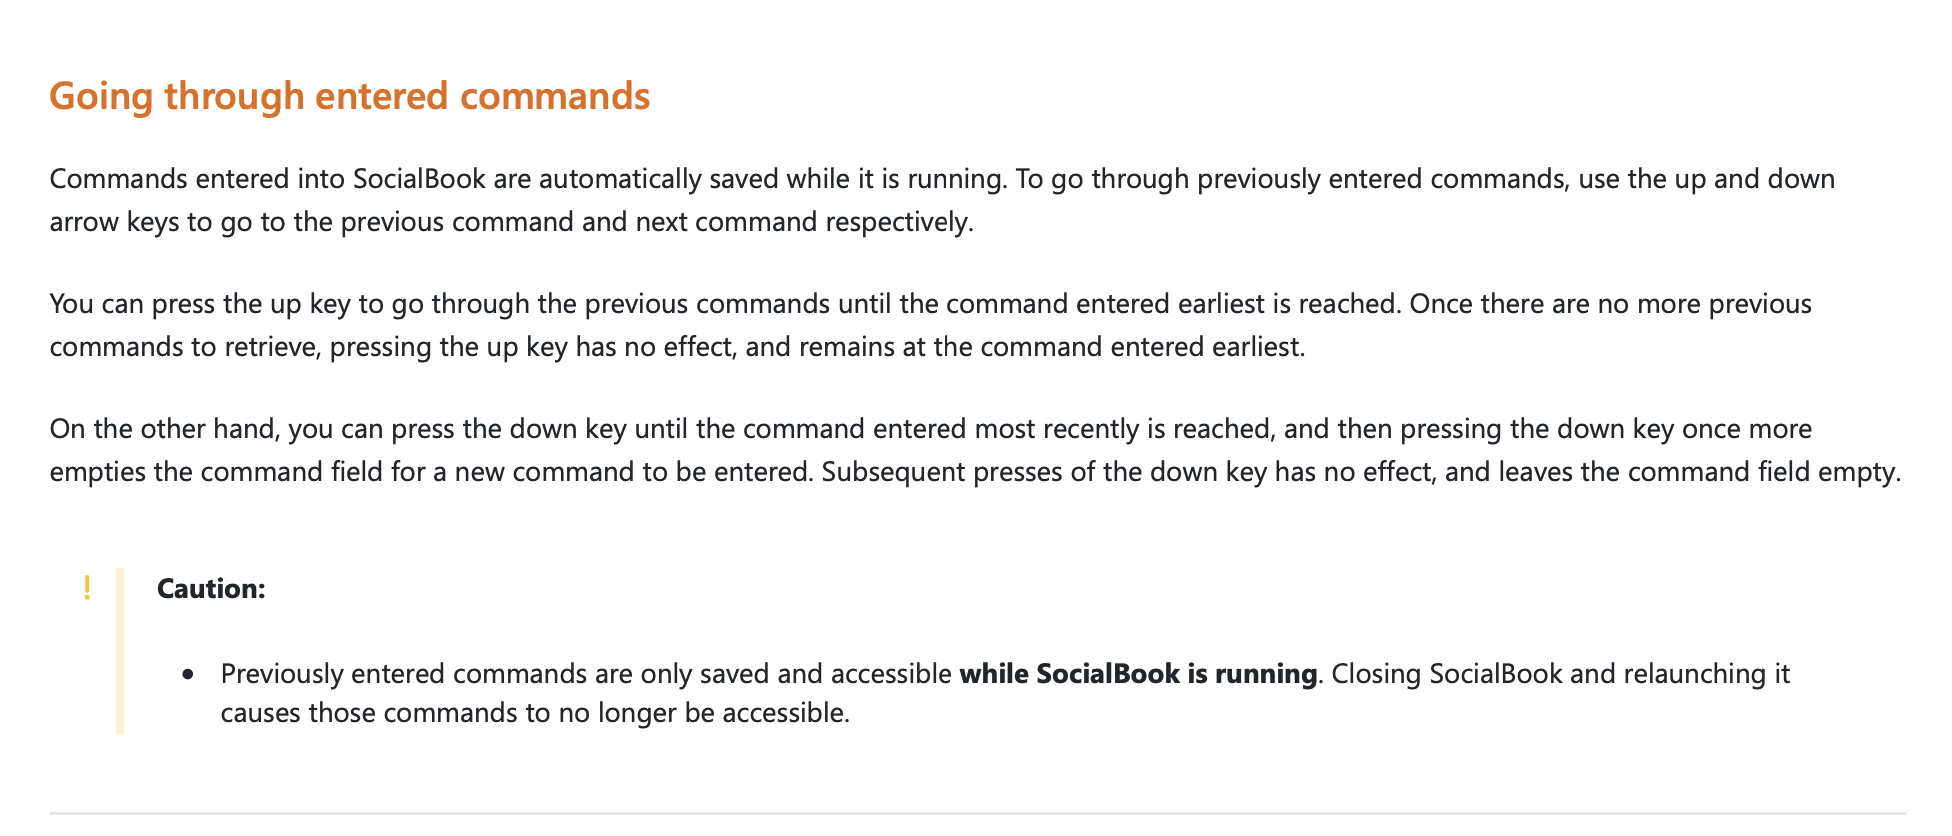 Going through entered commands
Commands entered into SocialBook are automatically saved while it is running. To go through previously entered commands, use the up and down
arrow keys to go to the previous command and next command respectively.
You can press the up key to go through the previous commands until the command entered earliest is reached. Once there are no more previous
commands to retrieve, pressing the up key has no effect, and remains at the command entered earliest.
On the other hand, you can press the down key until the command entered most recently is reached, and then pressing the down key once more
empties the command field for a new command to be entered. Subsequent presses of the down key has no effect, and leaves the command field empty.
! Caution:
• Previously entered commands are only saved and accessible while SocialBook is running. Closing SocialBook and relaunching it
causes those commands to no longer be accessible.